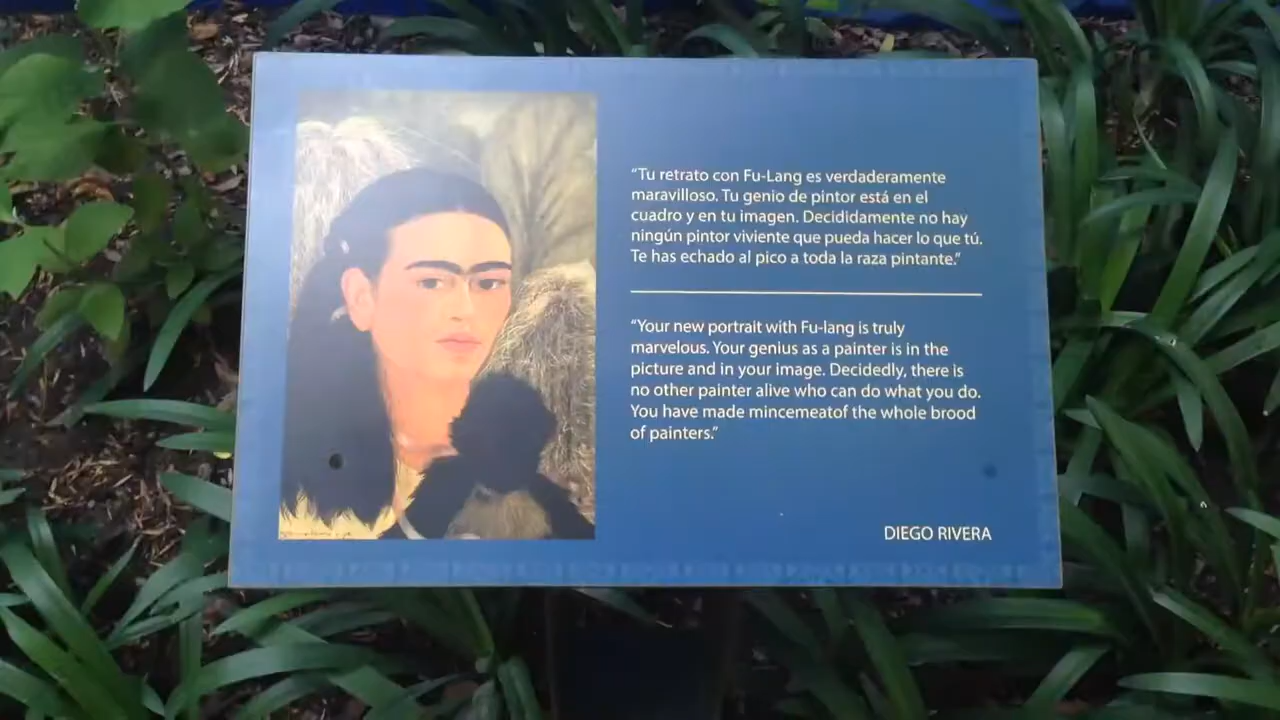 “Tu retrato con Fu-Lang es verdaderamente
maravilloso. Tu genio de pintor está en el
cuadro y en tu imagen. Decididamente no hay
ningún pintor viviente que pueda hacer lo que tú.
Te has echado al pico a toda la raza pintante.”
“Your new portrait with Fu-lang is truly
marvelous. Your genius as a painter is in the
picture and in your image. Decidedly, there is
no other painter alive who can do what you do.
You have made mincemeatof the whole brood
of painters.”
DIEGO RIVERA